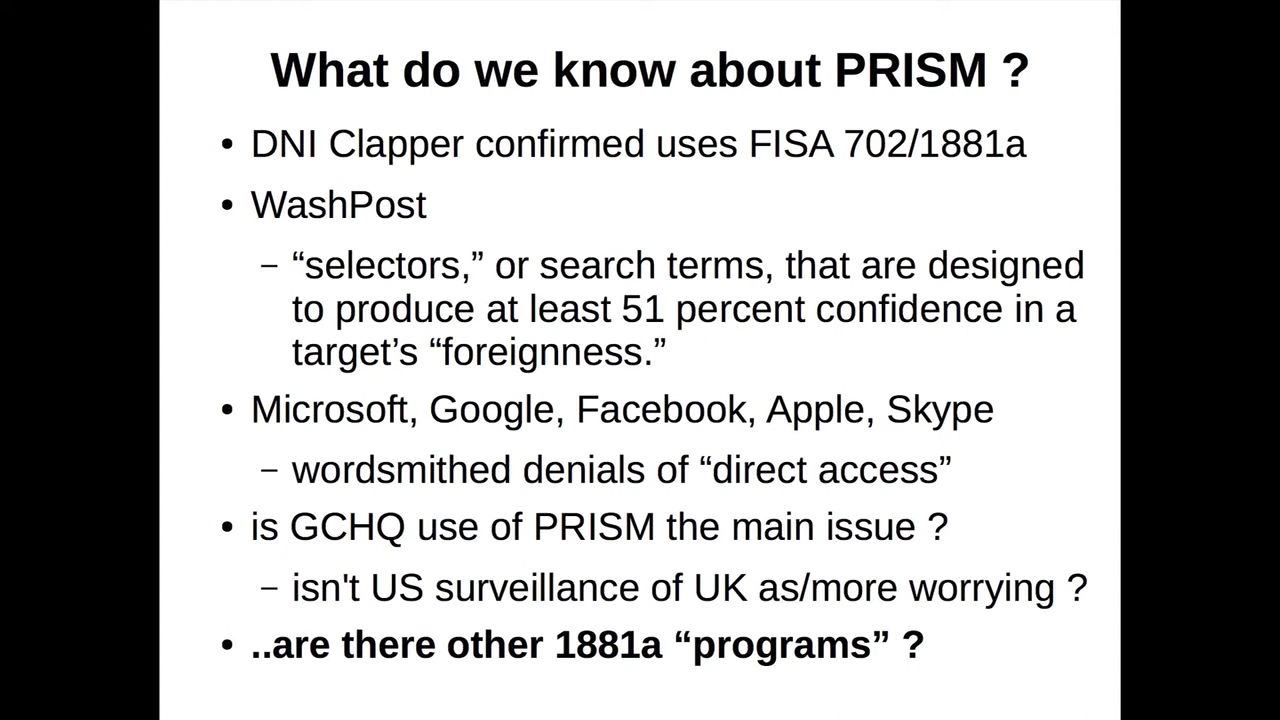 What do we know about PRISM ?
• DNI Clapper confirmed uses FISA 702/1881a
• WashPost
– “selectors,” or search terms, that are designed
to produce at least 51 percent confidence in a
target’s “foreignness.”
• Microsoft, Google, Facebook, Apple, Skype
– wordsmithed denials of “direct access”
• is GCHQ use of PRISM the main issue ?
– isn't US surveillance of UK as/more worrying ?
• ..are there other 1881a “programs” ?